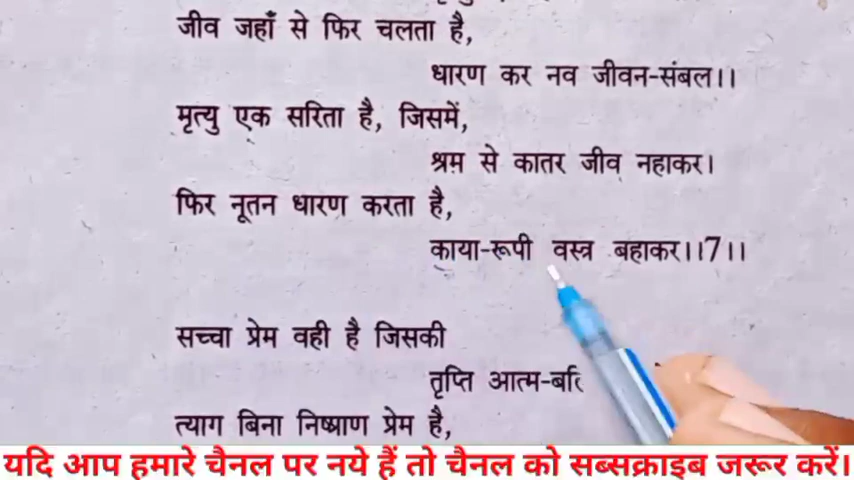 जीव जहाँ से फिर चलता है,
धारण कर नव जीवन-संबल।।
मृत्यु एक सरिता है, जिसमें,
श्रम से कातर जीव नहाकर।
फिर नूतन धारण करता है,
काया-रूपी वस्त्र बहाकर।।7।।
सच्चा प्रेम वही है जिसकी
तृप्ति
त्याग बिना निष्प्राण प्रेम है,
यदि आप हमारे चैनल पर नये हैं तो चैनल को सब्सक्राइब जरूर करें।